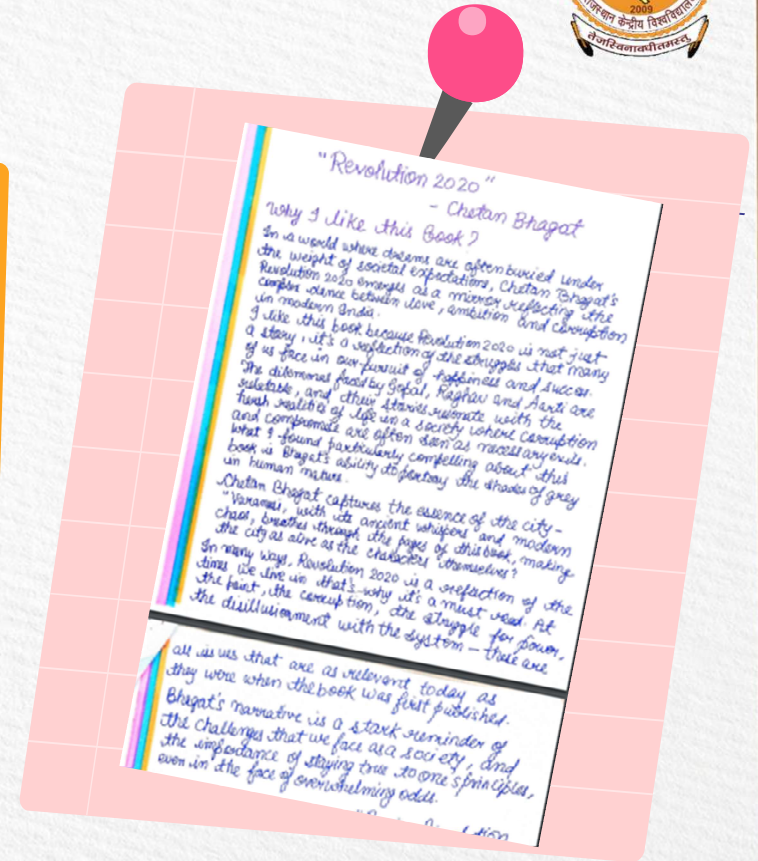 2009
राजस्थान केन्द्रीय विश्वविद्यालय
तेजस्विनावधीतमस्तु
"Revolution 2020"
- Chetan Bhagat
Why I like this Book?
In a world where dreams are often buried under
the weight of societal expectations, Chetan Bhagat's
Revolution 2020 emerges as a mirror reflecting the
complex dance between love, ambition and corruption
in modern India.
I like this book because Revolution 2020 is not just
a story, it's a reflection of the struggles that many
of us face in our pursuit of happiness and success.
The dilemmas faced by Gopal, Raghav and Aarti are
relatable, and their stories resonate with the
harsh realities of life in a society where corruption
and compromise are often seen as necessary evils.
What I found particularly compelling about this
book is Bhagat's ability to portray the shades of grey
in human nature.
Chetan Bhagat captures the essence of the city -
"Varanasi, with its ancient whispers and modern
chaos, breathes through the pages of this book, making
the city as alive as the characters themselves"
In many ways, Revolution 2020 is a reflection of the
times we live in that's why it's a must read. At
the point, the corruption, the struggle for power,
the disillusionment with the system - these are
all issues that are as relevant today as
they were when the book was first published.
Bhagat's narrative is a stark reminder of
the challenges that we face as a society, and
the importance of staying true to one's principles,
even in the face of overwhelming odds.